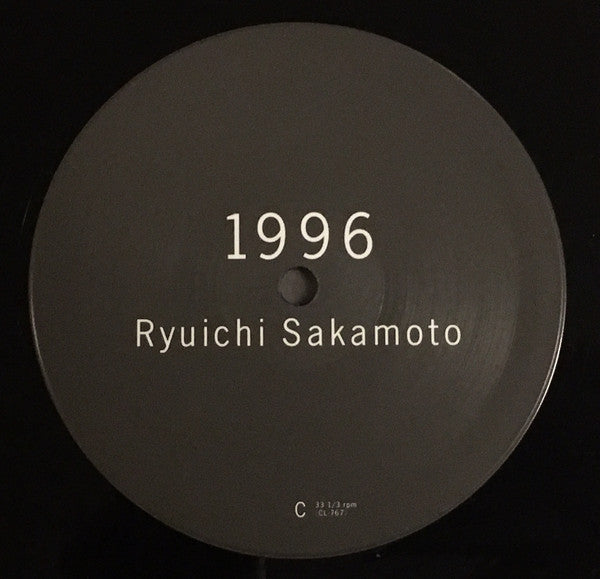 1996
Ryuichi Sakamoto
C 33 1/3 rpm
CL-767